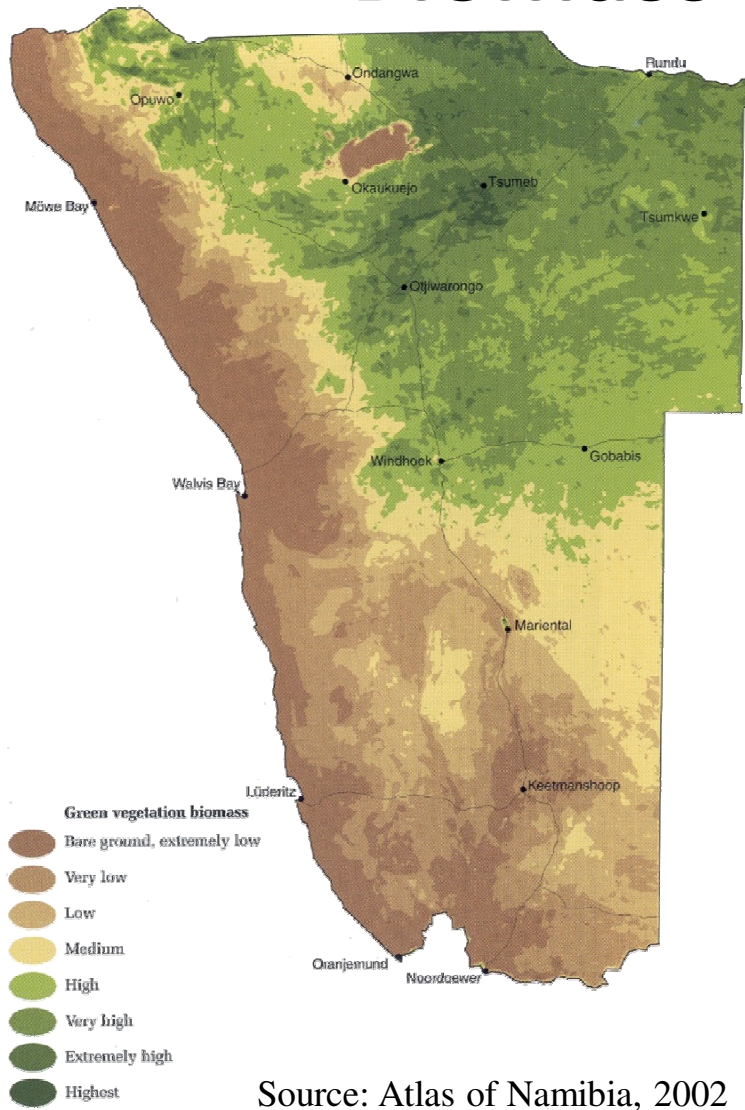 Rundu
Ondangwa
Opuwo
Okaukuejo
Tsumeb
Möwe Bay
Tsumkwe
Otjiwarongo
Windhoek
Gobabis
Walvis Bay
Mariental
Lüderitz
Keetmanshoop
Green vegetation biomass
Bare ground, extremely low
Very low
Low
Medium
Oranjemund
Noordoewer
High
Very high
Extremely high
Highest
Source: Atlas of Namibia, 2002